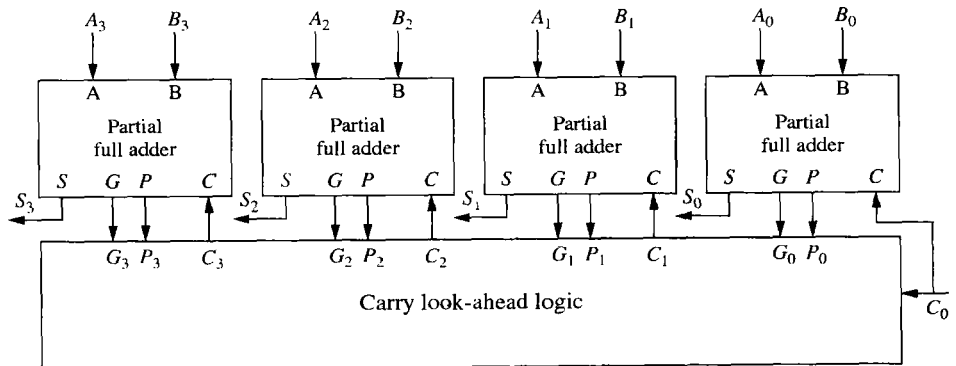 A3 B3 A2 B2 A1 B1 A0 B0
A B A B A B A B
Partial Partial Partial Partial
full adder full adder full adder full adder
S G P C S G P C S G P C S G P C
S3 S2 S1 S0
G3 P3 C3 G2 P2 C2 G1 P1 C1 G0 P0
Carry look-ahead logic
C0